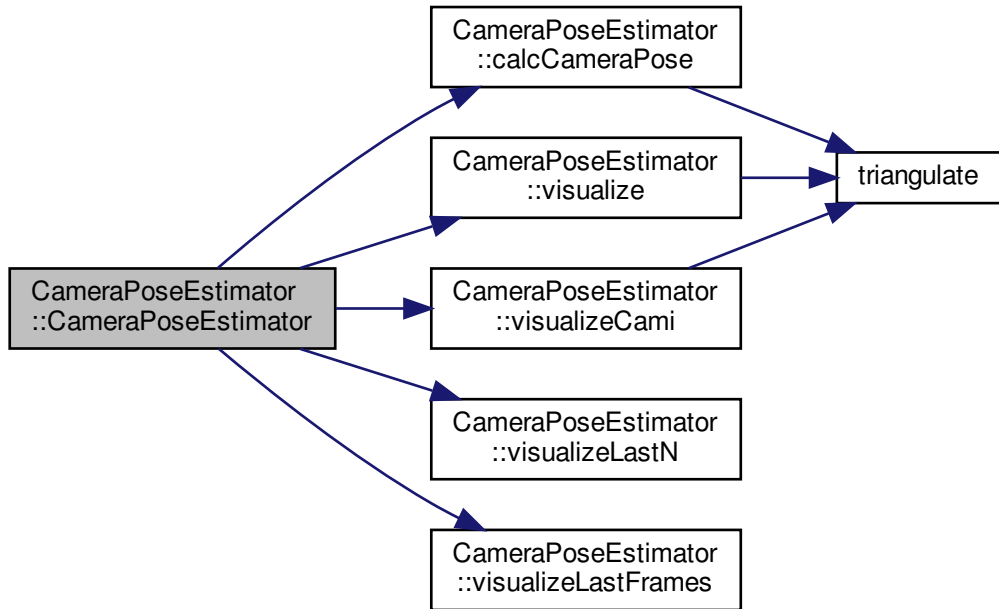 CameraPoseEstimator
::CameraPoseEstimator
CameraPoseEstimator
::calcCameraPose
CameraPoseEstimator
::visualize
CameraPoseEstimator
::visualizeCami
CameraPoseEstimator
::visualizeLastN
CameraPoseEstimator
::visualizeLastFrames
triangulate